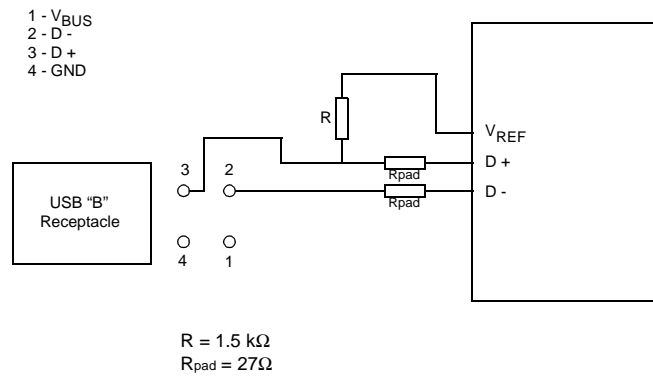 1 - VBUS
2 - D -
3 - D +
4 - GND
R
VREF
D +
Rpad
D -
Rpad
3
2
USB “B”
Receptacle
4
1
R = 1.5 kΩ
Rpad = 27Ω